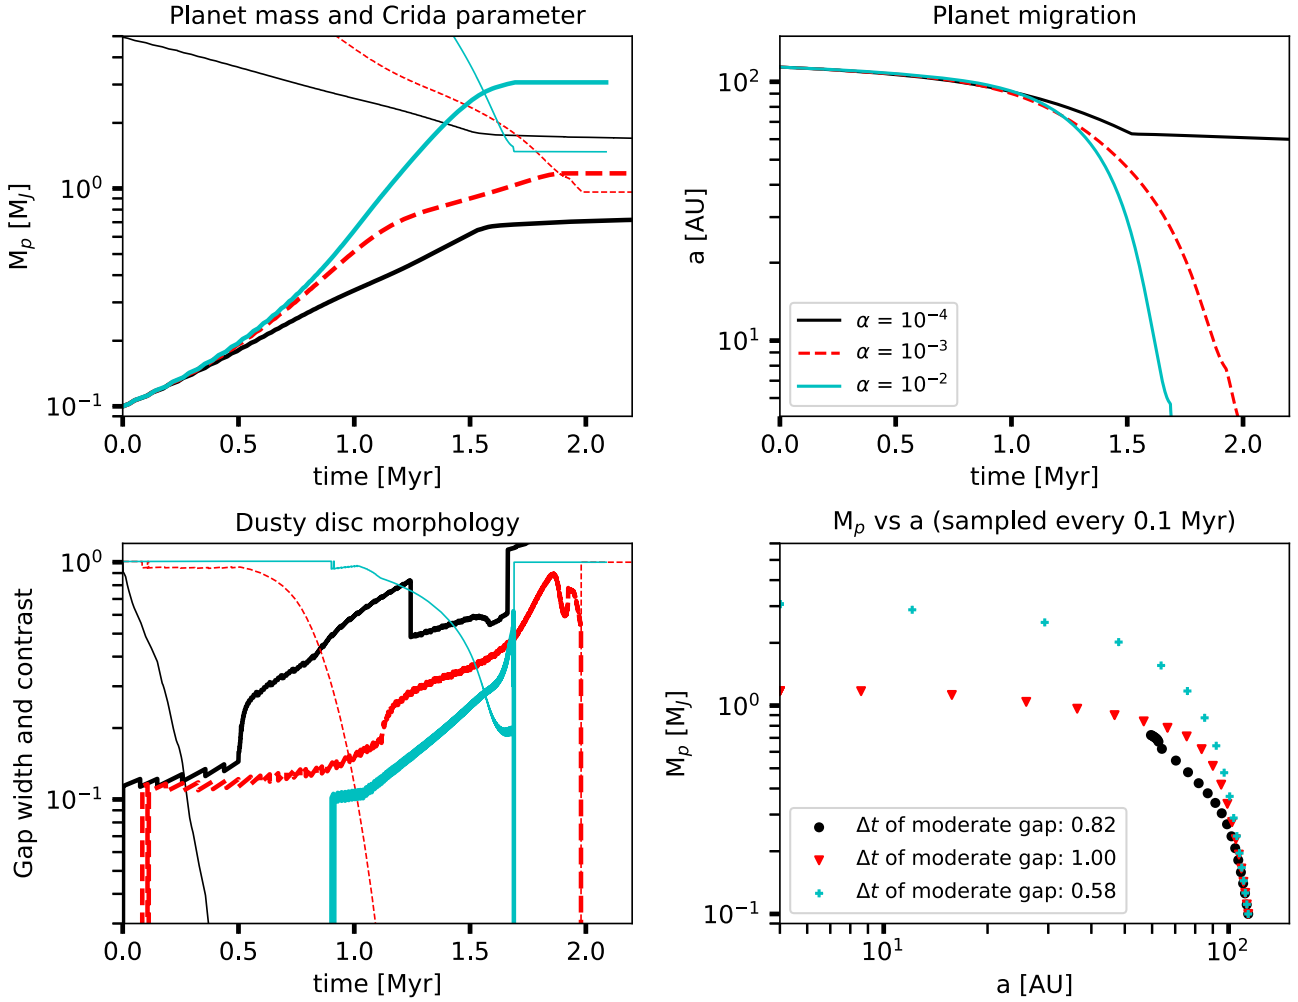 Planet mass and Crida parameter
M_p [M_J]
10^0
10^−1
0.0 0.5 1.0 1.5 2.0
time [Myr]
Planet migration
a [AU]
10^2
10^1
α = 10^−4
α = 10^−3
α = 10^−2
0.0 0.5 1.0 1.5 2.0
time [Myr]
Dusty disc morphology
Gap width and contrast
10^0
10^−1
0.0 0.5 1.0 1.5 2.0
time [Myr]
M_p vs a (sampled every 0.1 Myr)
M_p [M_J]
10^0
10^−1
Δt of moderate gap: 0.82
Δt of moderate gap: 1.00
Δt of moderate gap: 0.58
10^1 10^2
a [AU]